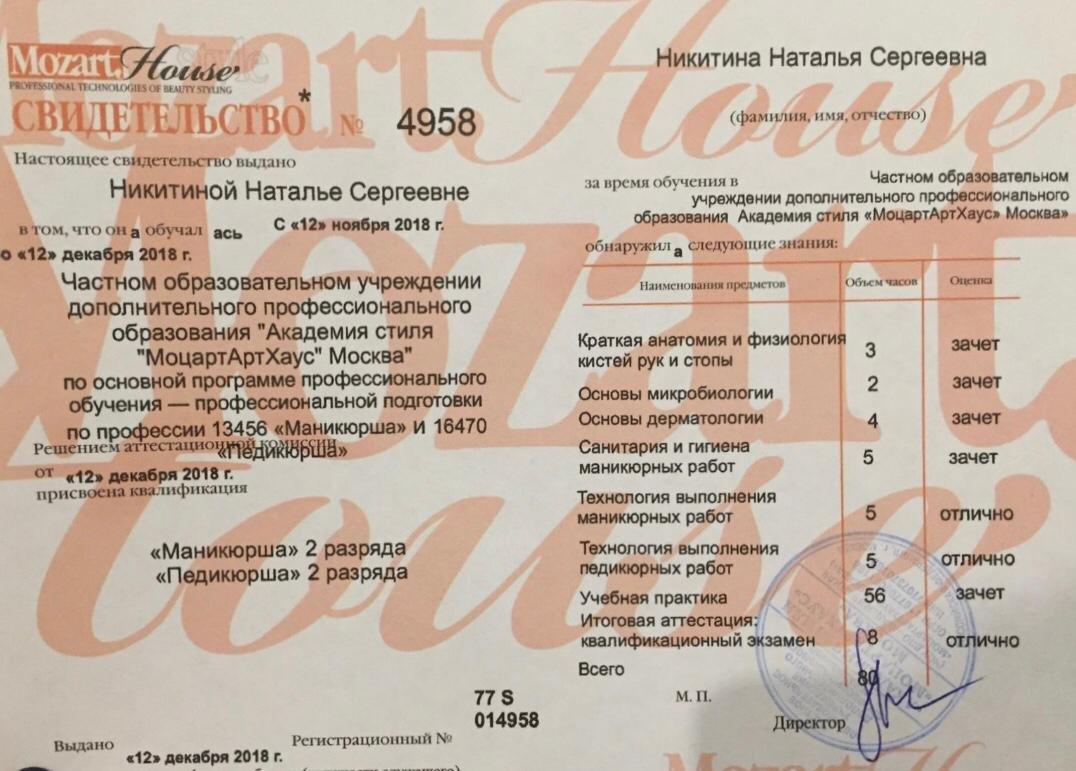 Mozart House
PROFESSIONAL TECHNOLOGIES OF BEAUTY STYLING
СВИДЕТЕЛЬСТВО* № 4958
Настоящее свидетельство выдано
Никитиной Наталье Сергеевне
в том, что он а обучал ась С «12» ноября 2018 г.
о «12» декабря 2018 г.
Частном образовательном учреждении
дополнительного профессионального
образования "Академия стиля
"МоцартАртХаус" Москва"
по основной программе профессионального
обучения — профессиональной подготовки
по профессии 13456 «Маникюрша» И 16470
«Педикюрша»
Решением аттестационной комиссии
от «12» декабря 2018 г.
присвоена квалификация
«Маникюрша» 2 разряда
«Педикюрша» 2 разряда
77 S
014958
Выдано «12» декабря 2018 г. Регистрационный №
Никитина Наталья Сергеевна
(фамилия, имя, отчество)
за время обучения в Частном образовательном
учреждении дополнительного профессионального
образования Академия стиля «МоцартАртХаус» Москва»
обнаружил а следующие знания:
Наименования предметов Объем часов Оценка
Краткая анатомия и физиология
кистей рук и стопы 3 зачет
Основы микробиологии 2 зачет
Основы дерматологии 4 зачет
Санитария и гигиена
маникюрных работ 5 зачет
Технология выполнения
маникюрных работ 5 отлично
Технология выполнения
педикюрных работ 5 отлично
Учебная практика 56 зачет
Итоговая аттестация:
квалификационный экзамен 8 отлично
Всего 80
М. П.
Директор